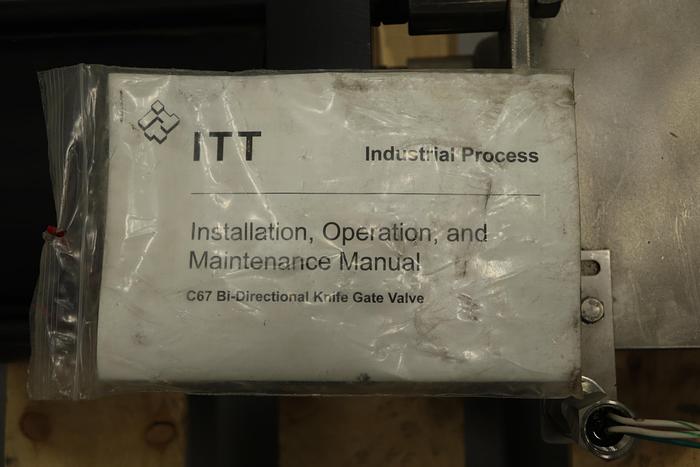 ITT
Industrial Process
Installation, Operation, and
Maintenance Manual
C67 Bi-Directional Knife Gate Valve